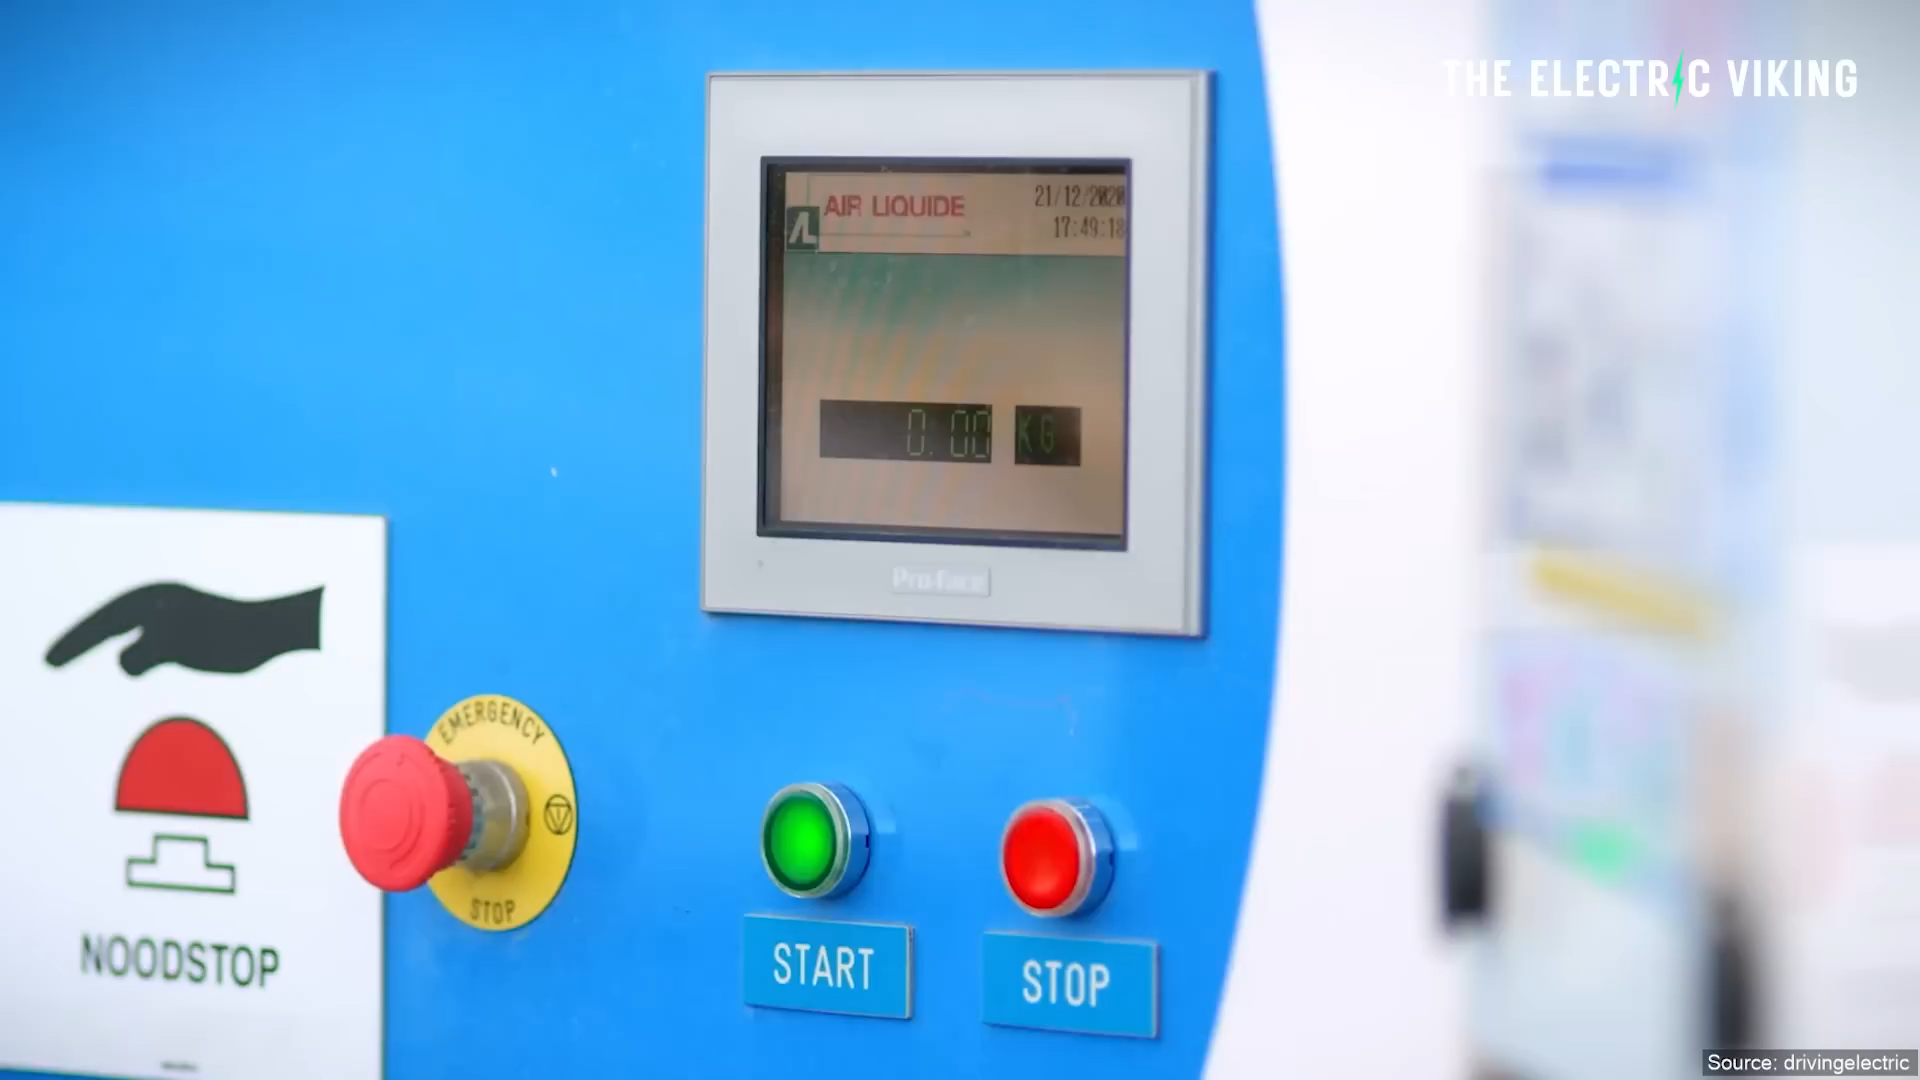 THE ELECTRIC VIKING
AIR LIQUIDE
21/12/2020
17:49:18
0.00 KG
Pro-face
EMERGENCY
STOP
NOODSTOP
START
STOP
Source: drivingelectric